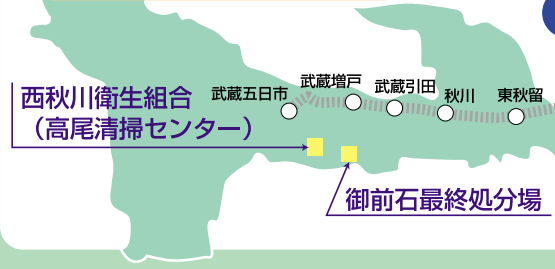 西秋川衛生組合
（高尾清掃センター）
武蔵五日市
武蔵増戸
武蔵引田
秋川
東秋留
御前石最終処分場